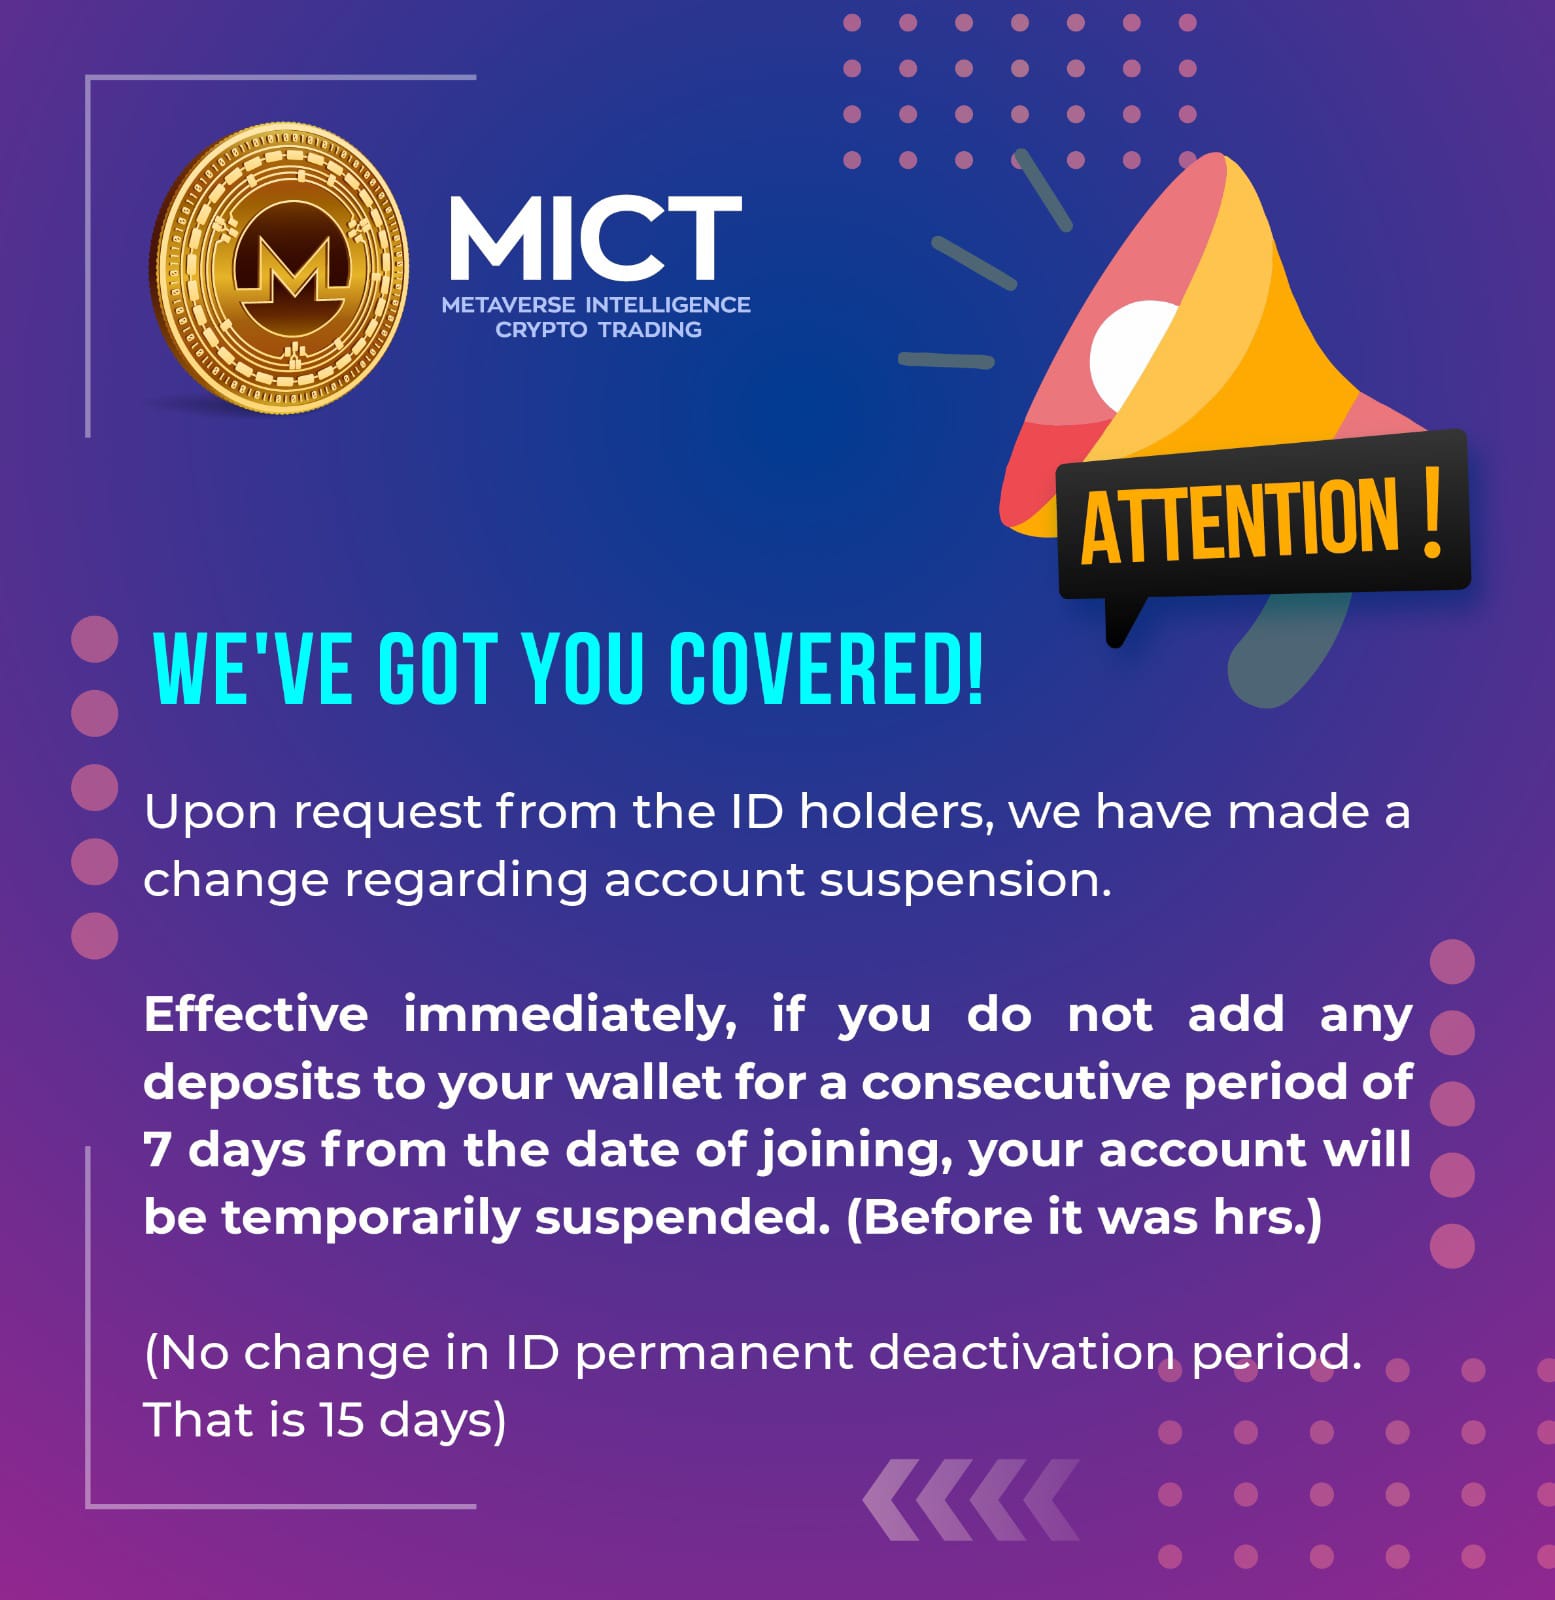 MICT
METAVERSE INTELLIGENCE
CRYPTO TRADING
ATTENTION !
WE'VE GOT YOU COVERED!
Upon request from the ID holders, we have made a
change regarding account suspension.
Effective immediately, if you do not add any
deposits to your wallet for a consecutive period of
7 days from the date of joining, your account will
be temporarily suspended. (Before it was hrs.)
(No change in ID permanent deactivation period.
That is 15 days)